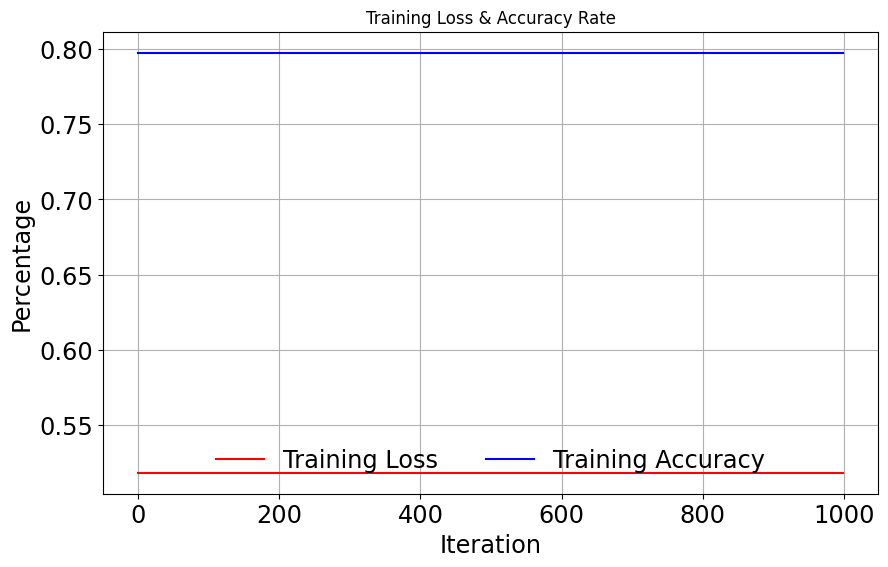 Training Loss & Accuracy Rate
0.80
0.75
0.70
0.65
0.60
0.55
Percentage
Training Loss
Training Accuracy
0 200 400 600 800 1000
Iteration